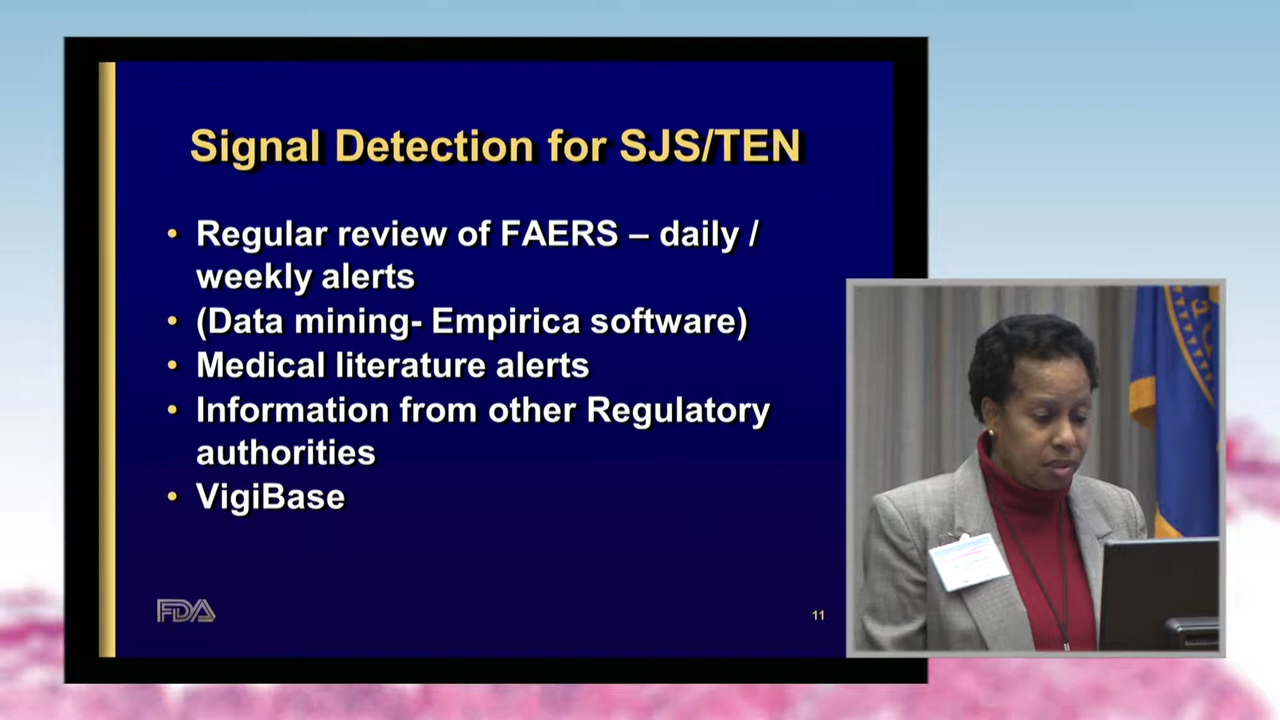 Signal Detection for SJS/TEN
• Regular review of FAERS – daily /
weekly alerts
• (Data mining- Empirica software)
• Medical literature alerts
• Information from other Regulatory
authorities
• VigiBase
FDA
11